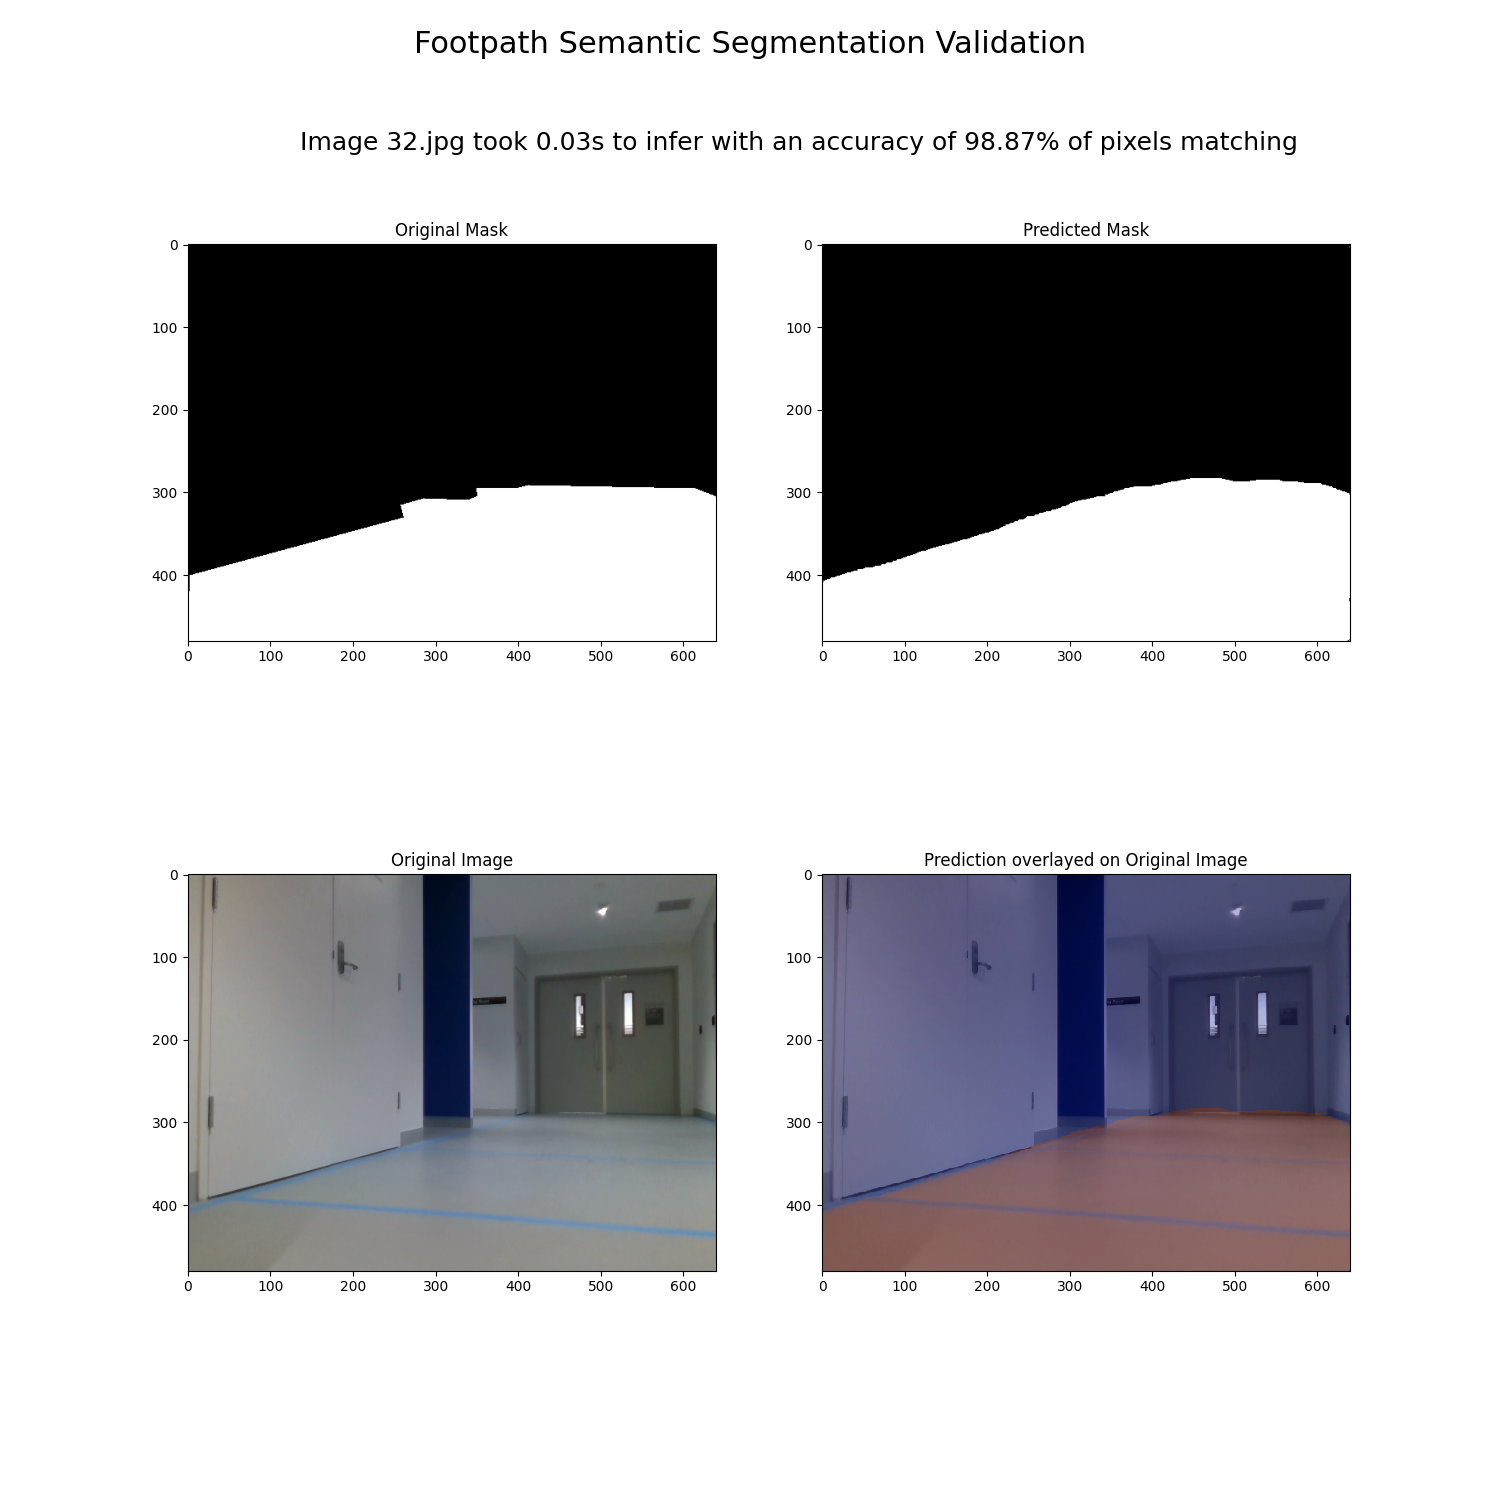 Footpath Semantic Segmentation Validation
Image 32.jpg took 0.03s to infer with an accuracy of 98.87% of pixels matching
Original Mask
0
100
200
300
400
0 100 200 300 400 500 600
Predicted Mask
0
100
200
300
400
0 100 200 300 400 500 600
Original Image
0
100
200
300
400
0 100 200 300 400 500 600
Prediction overlayed on Original Image
0
100
200
300
400
0 100 200 300 400 500 600